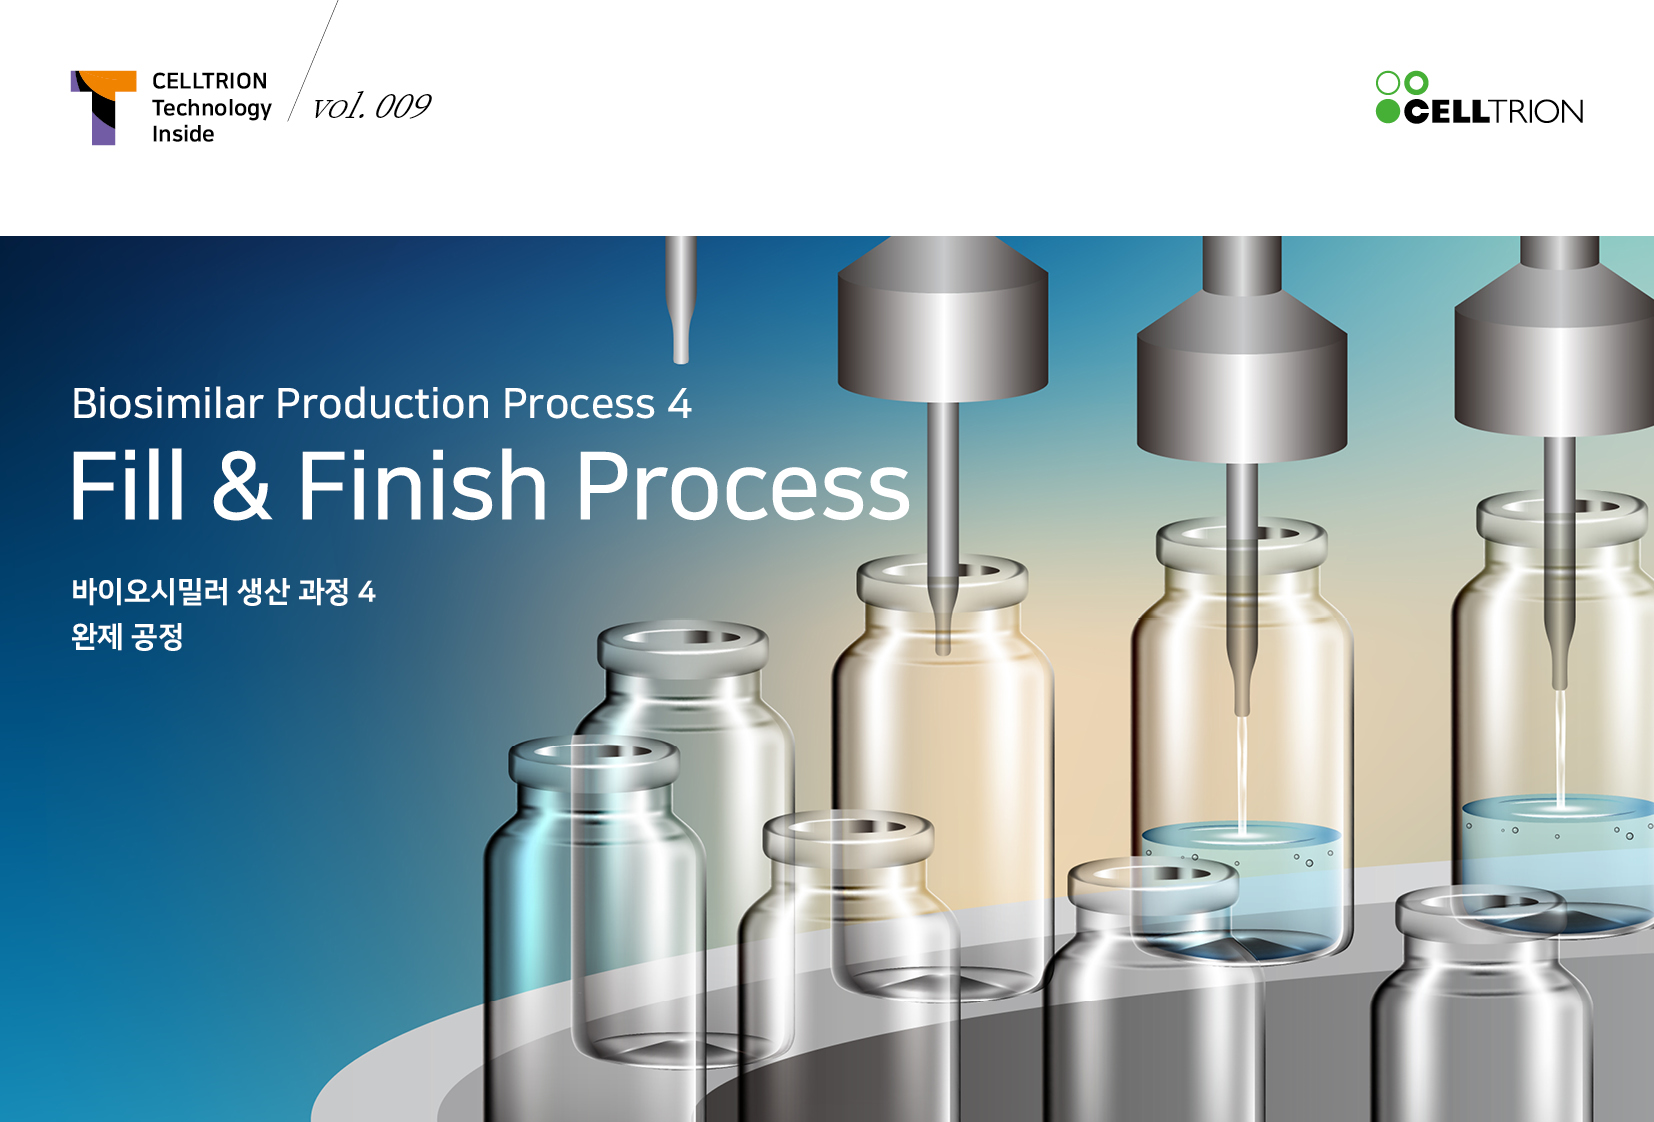 CELLTRION
Technology
Inside
vol. 009
CELLTRION
Biosimilar Production Process 4
Fill & Finish Process
바이오시밀러 생산 과정 4
완제 공정